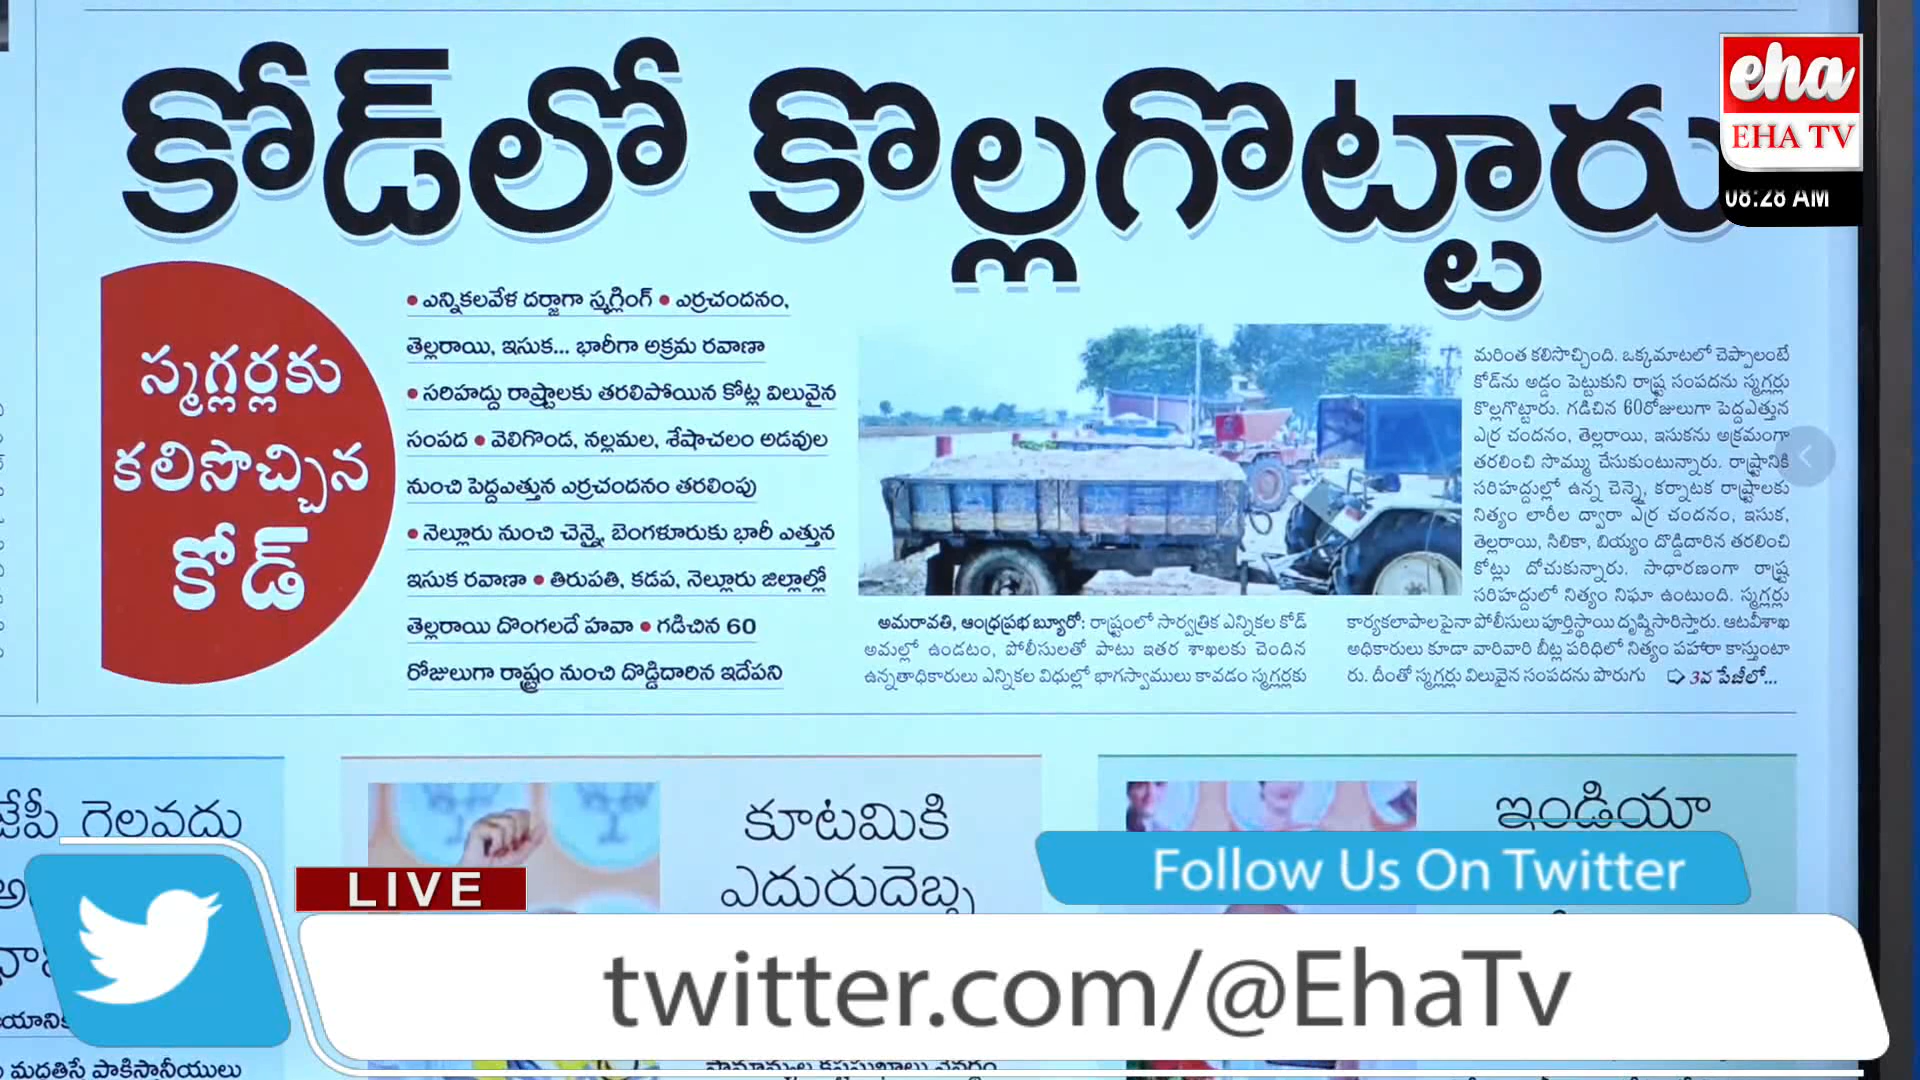 కోడ్‌లో కొల్లగొట్టారు
eha
EHA TV
08:28 AM
స్మగ్లర్లకు
కలిసొచ్చిన
కోడ్
• ఎన్నికలవేళ దర్జాగా స్మగ్లింగ్ • ఎర్రచందనం,
తెల్లరాయి, ఇసుక... భారీగా అక్రమ రవాణా
• సరిహద్దు రాష్ట్రాలకు తరలిపోయిన కోట్ల విలువైన
సంపద • వెలిగొండ, నల్లమల, శేషాచలం అడవుల
నుంచి పెద్దఎత్తున ఎర్రచందనం తరలింపు
• నెల్లూరు నుంచి చెన్నై, బెంగళూరుకు భారీ ఎత్తున
ఇసుక రవాణా • తిరుపతి, కడప, నెల్లూరు జిల్లాల్లో
తెల్లరాయి దొంగలదే హవా • గడిచిన 60
రోజులుగా రాష్ట్రం నుంచి దొడ్డిదారిన ఇదేపని
అమరావతి, ఆంధ్రప్రభ బ్యూరో: రాష్ట్రంలో సార్వత్రిక ఎన్నికల కోడ్
అమల్లో ఉండటం, పోలీసులతో పాటు ఇతర శాఖలకు చెందిన
ఉన్నతాధికారులు ఎన్నికల విధుల్లో భాగస్వాములు కావడం స్మగ్లర్లకు
మరింత కలిసొచ్చింది. ఒక్కమాటలో చెప్పాలంటే
కోడ్‌ను అడ్డం పెట్టుకుని రాష్ట్ర సంపదను స్మగ్లర్లు
కొల్లగొట్టారు. గడిచిన 60రోజులుగా పెద్దఎత్తున
ఎర్ర చందనం, తెల్లరాయి, ఇసుకను అక్రమంగా
తరలించి సొమ్ము చేసుకుంటున్నారు. రాష్ట్రానికి
సరిహద్దుల్లో ఉన్న చెన్నై, కర్నాటక రాష్ట్రాలకు
నిత్యం లారీల ద్వారా ఎర్ర చందనం, ఇసుక,
తెల్లరాయి, సిలికా, బియ్యం దొడ్డిదారిన తరలించి
కోట్లు దోచుకున్నారు. సాధారణంగా రాష్ట్ర
సరిహద్దులో నిత్యం నిఘా ఉంటుంది. స్మగ్లర్లు
కార్యకలాపాలపైనా పోలీసులు పూర్తిస్థాయి దృష్టిసారిస్తారు. అటవీశాఖ
అధికారులు కూడా వారివారి బీట్ల పరిధిలో నిత్యం పహారా కాస్తుంటా
రు. దీంతో స్మగ్లర్లు విలువైన సంపదను పొరుగు 3వ పేజీలో...
జేపీ గెలవదు
కూటమికి
ఎదురుదెబ్బ
ఇండియా
Follow Us On Twitter
LIVE
twitter.com/@EhaTv
మద్దతిస్తే పాకిస్తానీయులు